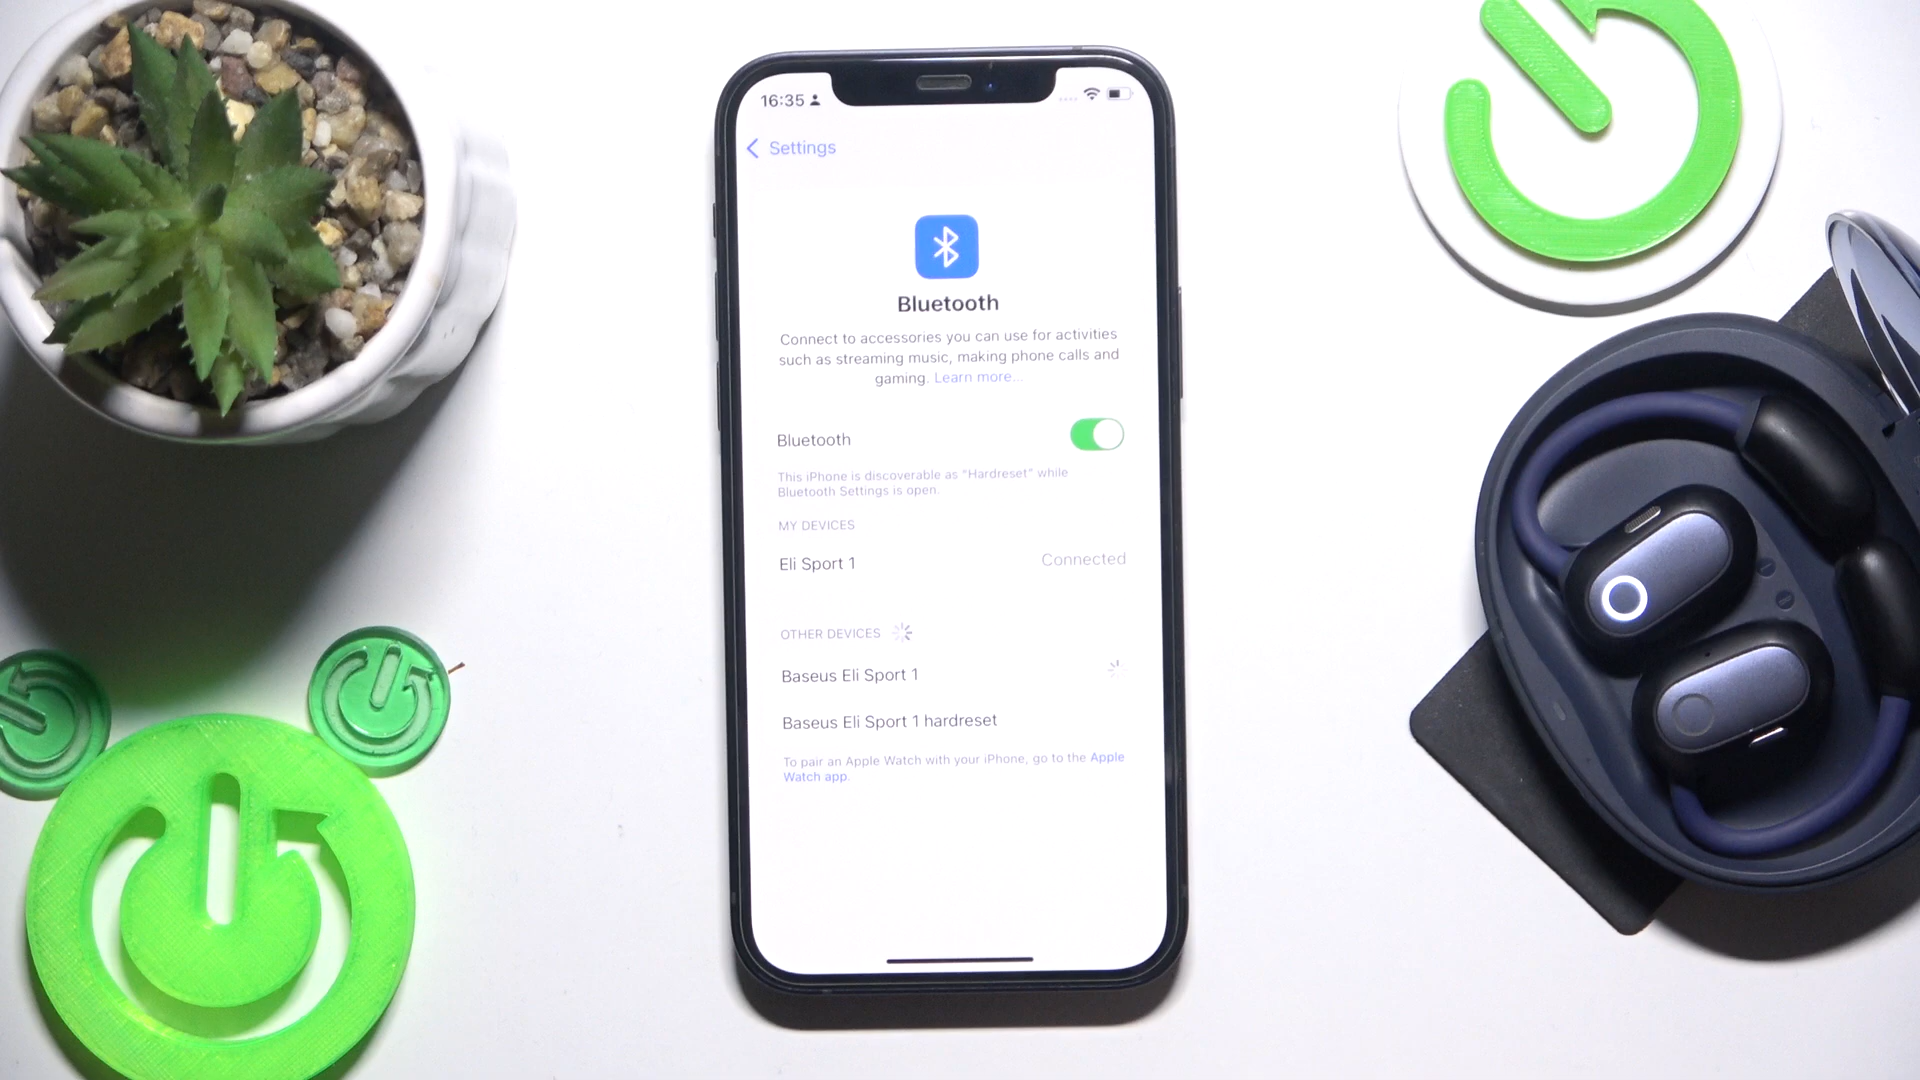 16:35
Settings
Bluetooth
Connect to accessories you can use for activities
such as streaming music, making phone calls and
gaming. Learn more...
Bluetooth
This iPhone is discoverable as “Hardreset” while
Bluetooth Settings is open.
MY DEVICES
Eli Sport 1 Connected
OTHER DEVICES
Baseus Eli Sport 1
Baseus Eli Sport 1 hardreset
To pair an Apple Watch with your iPhone, go to the Apple
Watch app.